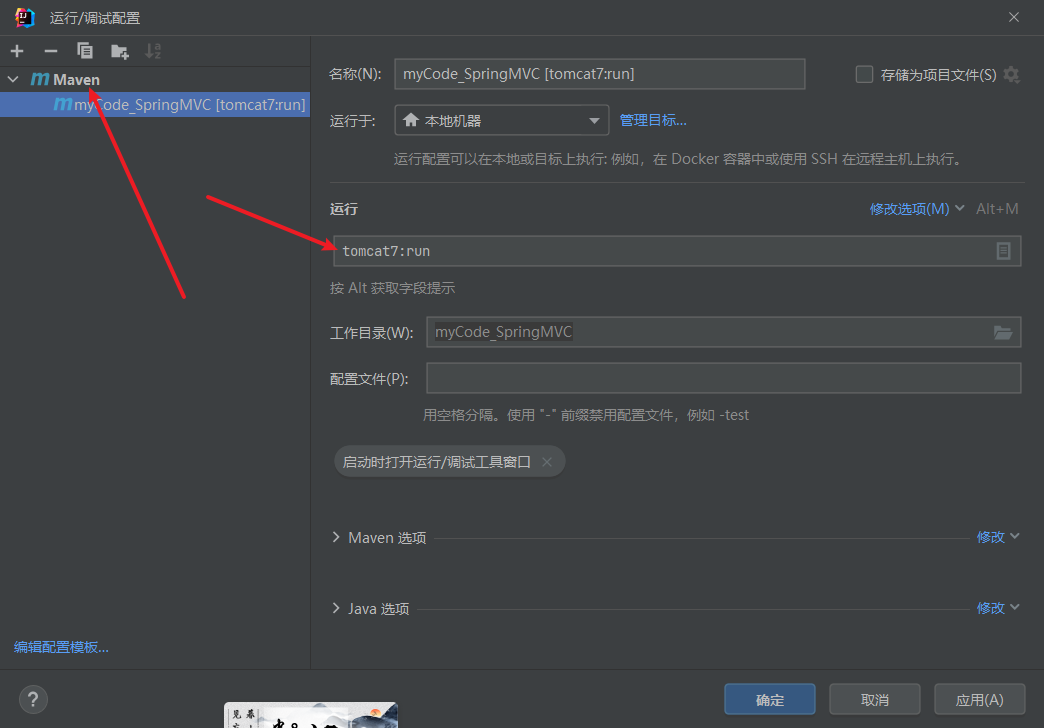 运行/调试配置
Maven
myCode_SpringMVC [tomcat7:run]
名称(N): myCode_SpringMVC [tomcat7:run] 存储为项目文件(S)
运行于: 本地机器 管理目标...
运行配置可以在本地或目标上执行: 例如，在 Docker 容器中或使用 SSH 在远程主机上执行。
运行 修改选项(M) Alt+M
tomcat7:run
按 Alt 获取字段提示
工作目录(W): myCode_SpringMVC
配置文件(P):
用空格分隔。使用 "-" 前缀禁用配置文件，例如 -test
启动时打开运行/调试工具窗口
Maven 选项 修改
Java 选项 修改
编辑配置模板...
? 确定 取消 应用(A)